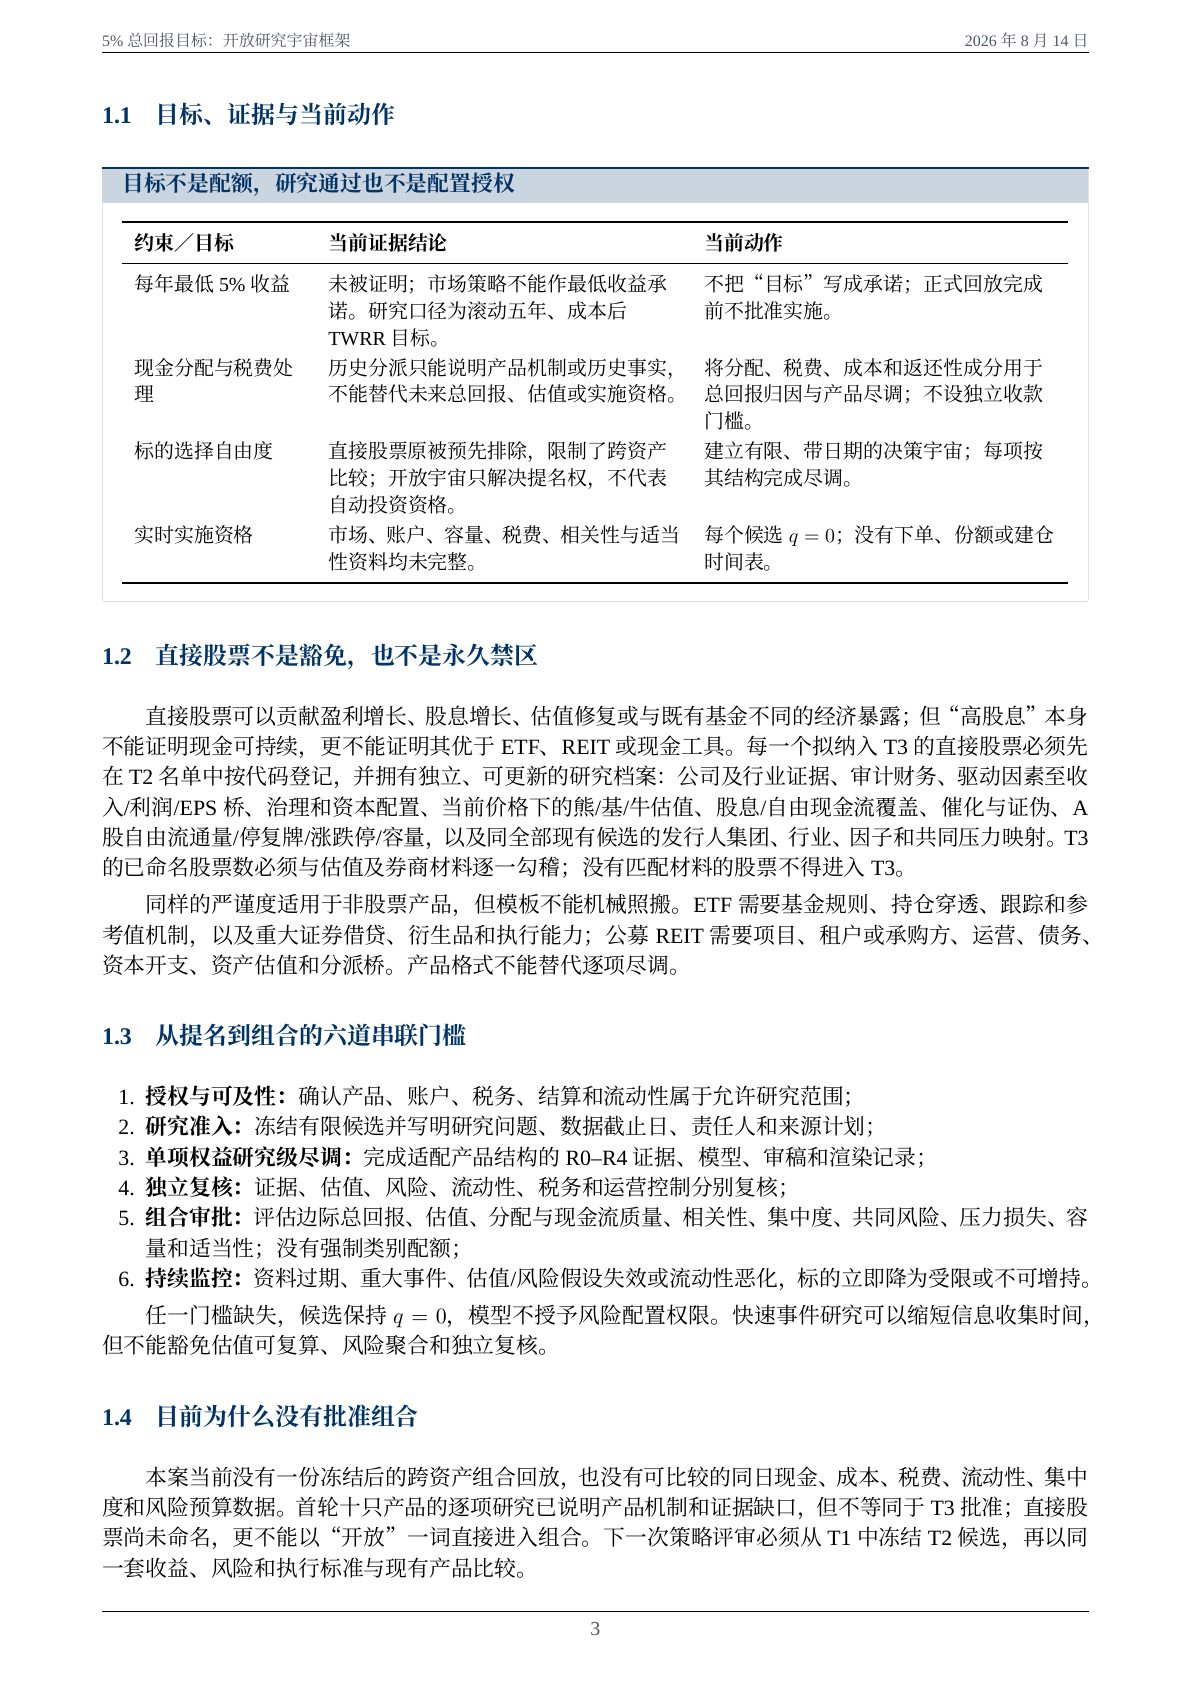 5% 总回报目标：开放研究宇宙框架
2026 年 8 月 14 日
1.1 目标、证据与当前动作
目标不是配额，研究通过也不是配置授权
约束／目标
当前证据结论
当前动作
每年最低 5% 收益
未被证明；市场策略不能作最低收益承
诺。研究口径为滚动五年、成本后
TWRR 目标。
不把“目标”写成承诺；正式回放完成
前不批准实施。
现金分配与税费处
理
历史分派只能说明产品机制或历史事实，
不能替代未来总回报、估值或实施资格。
将分配、税费、成本和返还性成分用于
总回报归因与产品尽调；不设独立收款
门槛。
标的选择自由度
直接股票原被预先排除，限制了跨资产
比较；开放宇宙只解决提名权，不代表
自动投资资格。
建立有限、带日期的决策宇宙；每项按
其结构完成尽调。
实时实施资格
市场、账户、容量、税费、相关性与适当
性资料均未完整。
每个候选 q = 0；没有下单、份额或建仓
时间表。
1.2 直接股票不是豁免，也不是永久禁区
直接股票可以贡献盈利增长、股息增长、估值修复或与既有基金不同的经济暴露；但“高股息”本身
不能证明现金可持续，更不能证明其优于 ETF、REIT 或现金工具。每一个拟纳入 T3 的直接股票必须先
在 T2 名单中按代码登记，并拥有独立、可更新的研究档案：公司及行业证据、审计财务、驱动因素至收
入/利润/EPS 桥、治理和资本配置、当前价格下的熊/基/牛估值、股息/自由现金流覆盖、催化与证伪、A
股自由流通量/停复牌/涨跌停/容量，以及同全部现有候选的发行人集团、行业、因子和共同压力映射。T3
的已命名股票数必须与估值及券商材料逐一勾稽；没有匹配材料的股票不得进入 T3。
同样的严谨度适用于非股票产品，但模板不能机械照搬。ETF 需要基金规则、持仓穿透、跟踪和参
考值机制，以及重大证券借贷、衍生品和执行能力；公募 REIT 需要项目、租户或承购方、运营、债务、
资本开支、资产估值和分派桥。产品格式不能替代逐项尽调。
1.3 从提名到组合的六道串联门槛
1. 授权与可及性：确认产品、账户、税务、结算和流动性属于允许研究范围；
2. 研究准入：冻结有限候选并写明研究问题、数据截止日、责任人和来源计划；
3. 单项权益研究级尽调：完成适配产品结构的 R0–R4 证据、模型、审稿和渲染记录；
4. 独立复核：证据、估值、风险、流动性、税务和运营控制分别复核；
5. 组合审批：评估边际总回报、估值、分配与现金流质量、相关性、集中度、共同风险、压力损失、容
量和适当性；没有强制类别配额；
6. 持续监控：资料过期、重大事件、估值/风险假设失效或流动性恶化，标的立即降为受限或不可增持。
任一门槛缺失，候选保持 q = 0，模型不授予风险配置权限。快速事件研究可以缩短信息收集时间，
但不能豁免估值可复算、风险聚合和独立复核。
1.4 目前为什么没有批准组合
本案当前没有一份冻结后的跨资产组合回放，也没有可比较的同日现金、成本、税费、流动性、集中
度和风险预算数据。首轮十只产品的逐项研究已说明产品机制和证据缺口，但不等同于 T3 批准；直接股
票尚未命名，更不能以“开放”一词直接进入组合。下一次策略评审必须从 T1 中冻结 T2 候选，再以同
一套收益、风险和执行标准与现有产品比较。
3